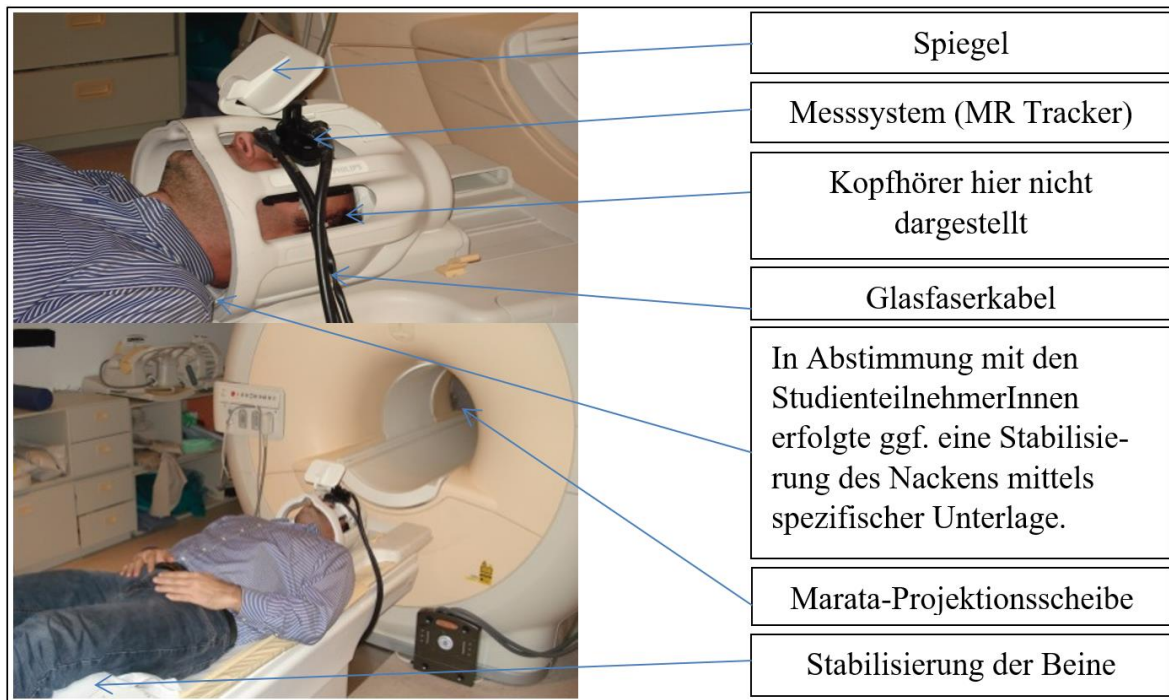 Spiegel
Messsystem (MR Tracker)
Kopfhörer hier nicht
dargestellt
Glasfaserkabel
In Abstimmung mit den
StudienteilnehmerInnen
erfolgte ggf. eine Stabilisie-
rung des Nackens mittels
spezifischer Unterlage.
Marata-Projektionsscheibe
Stabilisierung der Beine
PHILIPS